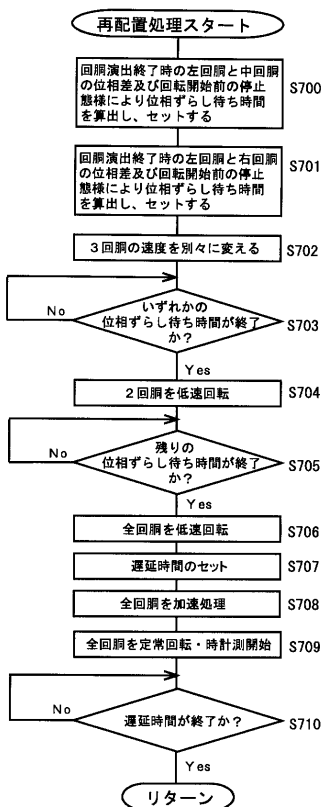 再配置処理スタート
回胴演出終了時の左回胴と中回胴
の位相差及び回転開始前の停止
態様により位相ずらし待ち時間
を算出し、セットする
S700
回胴演出終了時の左回胴と右回胴
の位相差及び回転開始前の停止
態様により位相ずらし待ち時間
を算出し、セットする
S701
3回胴の速度を別々に変える
S702
No
いずれかの
位相ずらし待ち時間が終了
か?
S703
Yes
2回胴を低速回転
S704
No
残りの
位相ずらし待ち時間が終了
か?
S705
Yes
全回胴を低速回転
S706
遅延時間のセット
S707
全回胴を加速処理
S708
全回胴を定常回転・時計測開始
S709
No
遅延時間が終了か?
S710
Yes
リターン